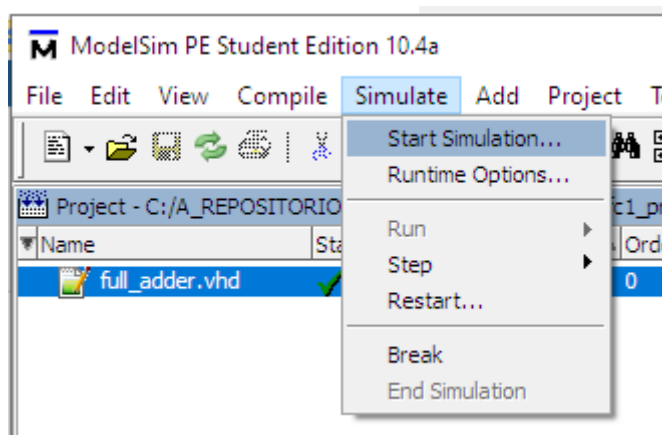 M ModelSim PE Student Edition 10.4a
File Edit View Compile Simulate Add Project
Start Simulation...
Runtime Options...
Project - C:/A_REPOSITORIO
Run
Name
Step
full_adder.vhd 0
Restart...
Break
End Simulation